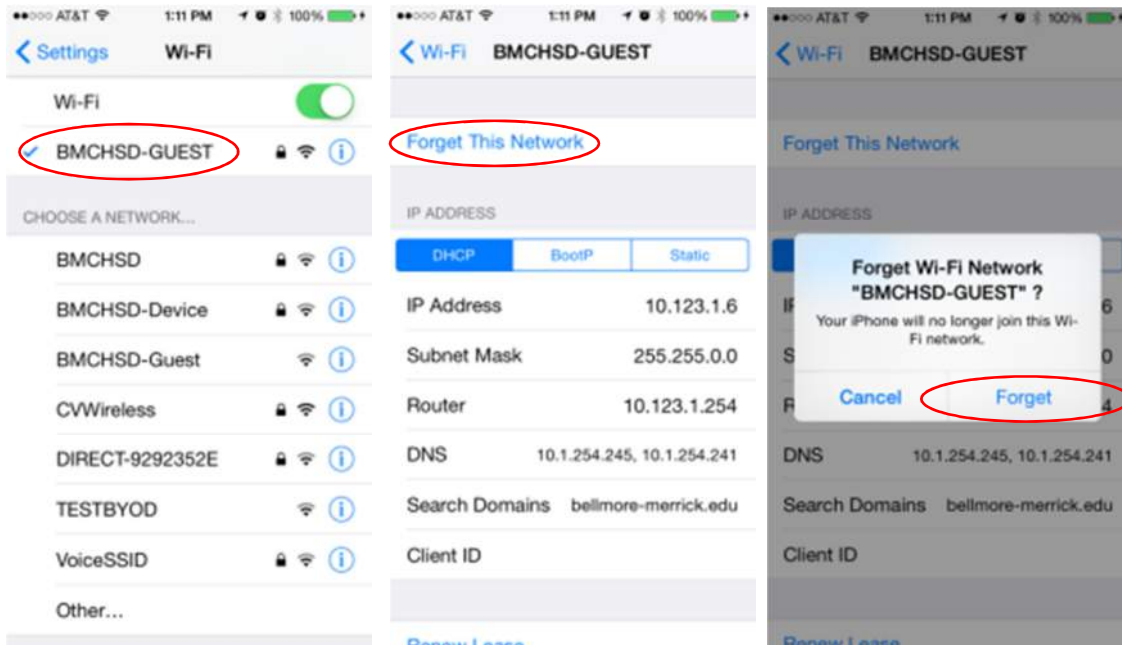 AT&T 1:11 PM 100%
Settings Wi-Fi
Wi-Fi
BMCHSD-GUEST
CHOOSE A NETWORK...
BMCHSD
BMCHSD-Device
BMCHSD-Guest
CVWireless
DIRECT-9292352E
TESTBYOD
VoiceSSID
Other...
AT&T 1:11 PM 100%
Wi-Fi BMCHSD-GUEST
Forget This Network
IP ADDRESS
DHCP BootP Static
IP Address 10.123.1.6
Subnet Mask 255.255.0.0
Router 10.123.1.254
DNS 10.1.254.245, 10.1.254.241
Search Domains bellmore-merrick.edu
Client ID
Renew Lease
AT&T 1:11 PM 100%
Wi-Fi BMCHSD-GUEST
Forget This Network
IP ADDRESS
Forget Wi-Fi Network
"BMCHSD-GUEST" ?
Your iPhone will no longer join this Wi-
Fi network.
Cancel Forget
DNS 10.1.254.245, 10.1.254.241
Search Domains bellmore-merrick.edu
Client ID
Renew Lease